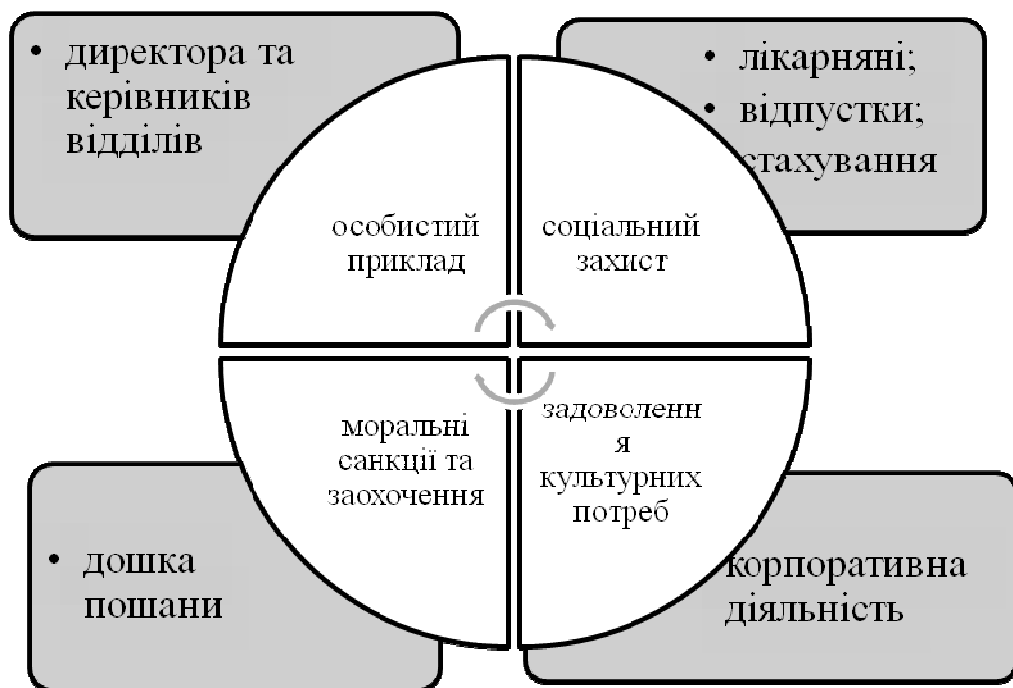 • директора та
керівників
відділів
• лікарняні;
• відпустки;
стахування
особистий
приклад
соціальний
захист
моральні
санкції та
заохочення
задоволенн
я
культурних
потреб
• дошка
пошани
корпоративна
діяльність